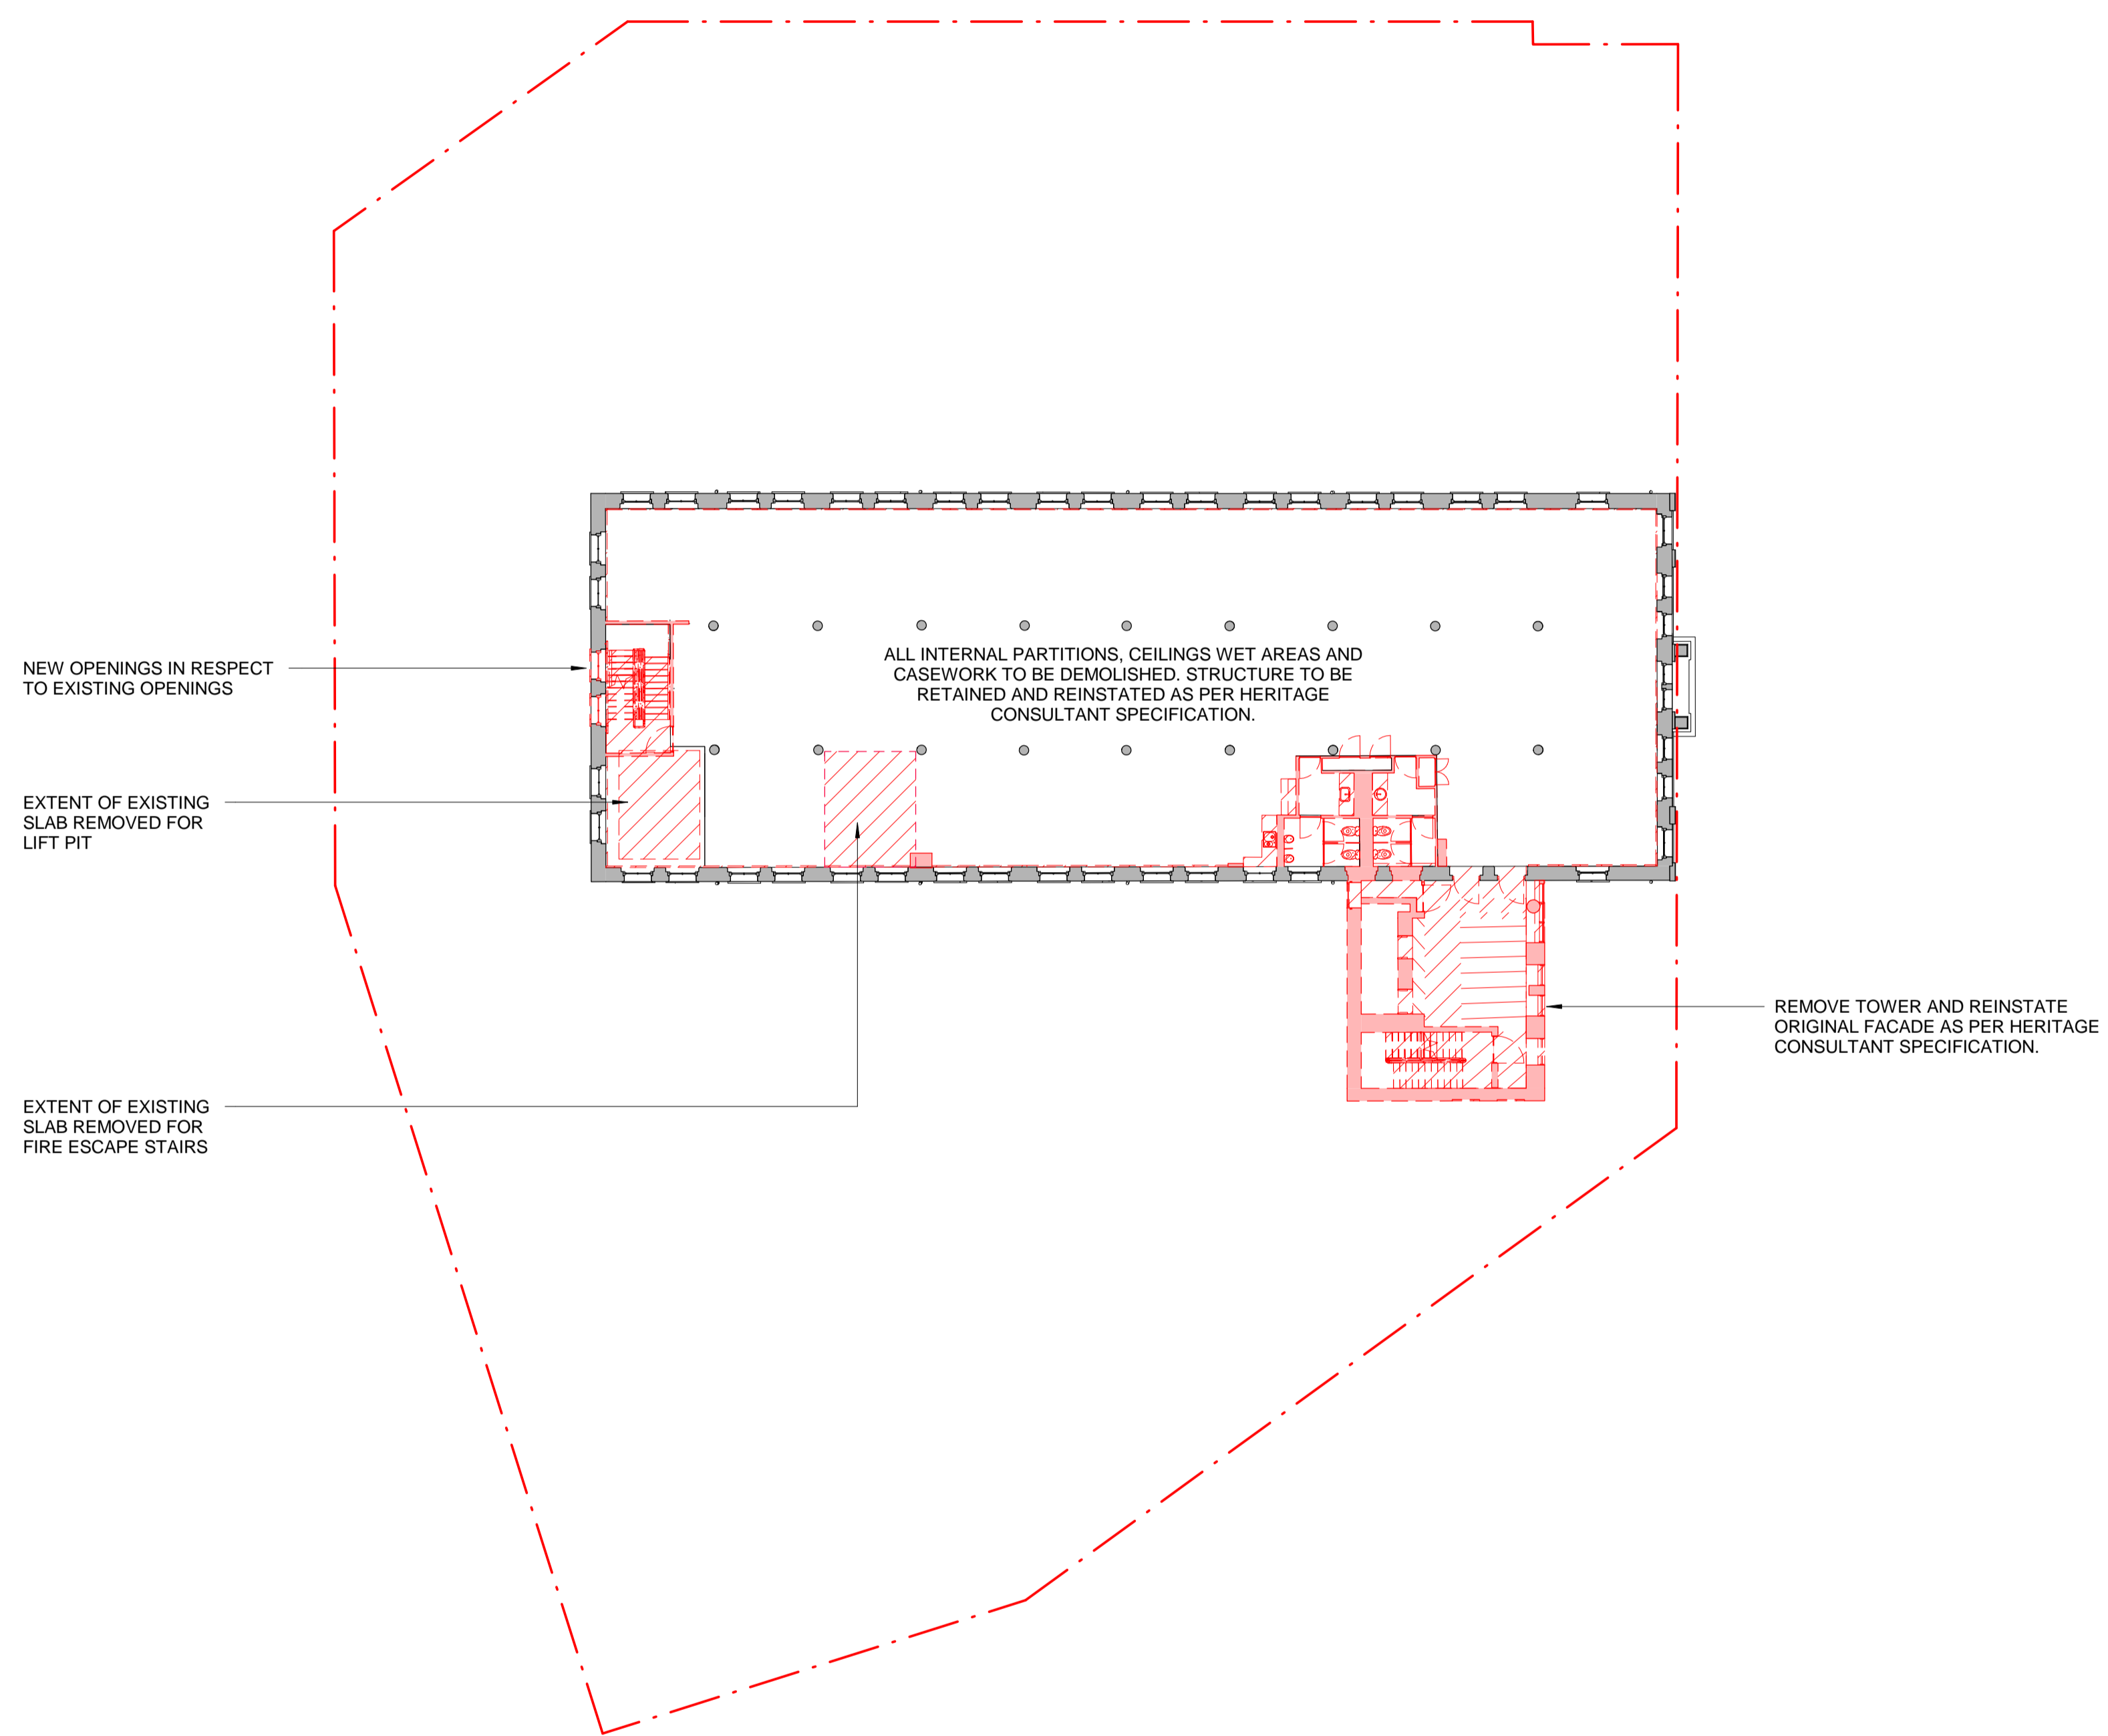 ALL INTERNAL PARTITIONS, CEILINGS WET AREAS AND
CASEWORK TO BE DEMOLISHED. STRUCTURE TO BE
RETAINED AND REINSTATED AS PER HERITAGE
CONSULTANT SPECIFICATION.
NEW OPENINGS IN RESPECT
TO EXISTING OPENINGS
EXTENT OF EXISTING
SLAB REMOVED FOR
LIFT PIT
EXTENT OF EXISTING
SLAB REMOVED FOR
FIRE ESCAPE STAIRS
REMOVE TOWER AND REINSTATE
ORIGINAL FACADE AS PER HERITAGE
CONSULTANT SPECIFICATION.